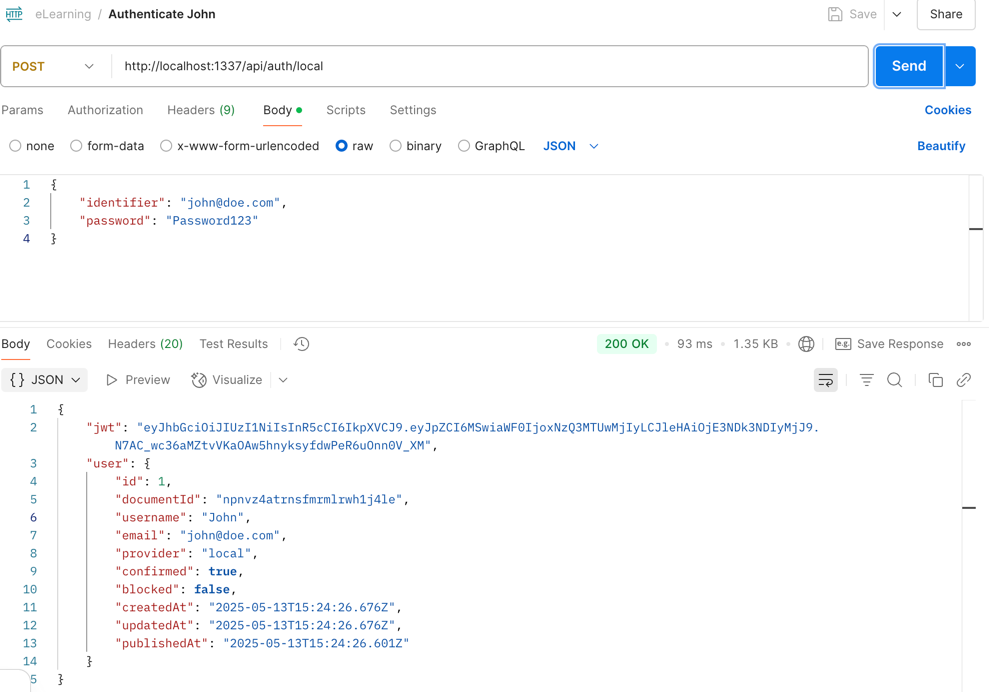 HTTP eLearning / Authenticate John Save Share
POST http://localhost:1337/api/auth/local Send
Params Authorization Headers (9) Body Scripts Settings Cookies
none form-data x-www-form-urlencoded raw binary GraphQL JSON Beautify
1 {
2 "identifier": "john@doe.com",
3 "password": "Password123"
4 }
Body Cookies Headers (20) Test Results 200 OK 93 ms 1.35 KB e.g. Save Response
{} JSON Preview Visualize
1 {
2 "jwt": "eyJhbGciOiJIUzI1NiIsInR5cCI6IkpXVCJ9.eyJpZCI6MSwiaWF0IjoxNzQ3MTUwMjIyLCJleHAiOjE3NDk3NDIyMjJ9.
N7AC_wc36aMZtvVKaOAw5hnyksyfdwPeR6uOnn0V_XM",
3 "user": {
4 "id": 1,
5 "documentId": "npnvz4atrnsfmrmlrwh1j4le",
6 "username": "John",
7 "email": "john@doe.com",
8 "provider": "local",
9 "confirmed": true,
10 "blocked": false,
11 "createdAt": "2025-05-13T15:24:26.676Z",
12 "updatedAt": "2025-05-13T15:24:26.676Z",
13 "publishedAt": "2025-05-13T15:24:26.601Z"
14 }
5 }